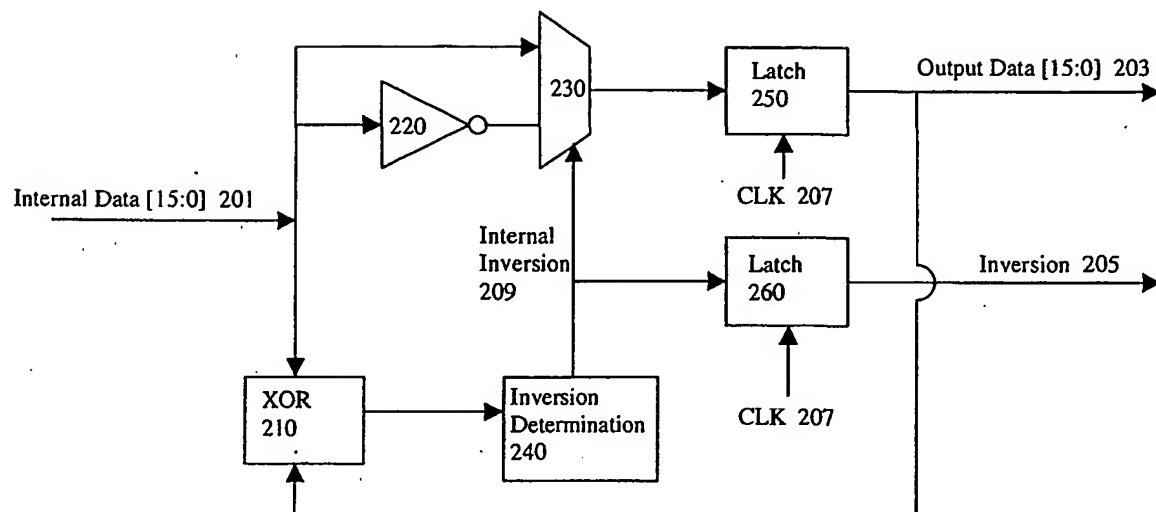 230
Latch
250
Output Data [15:0] 203
220
CLK 207
Internal Data [15:0] 201
Internal
Inversion
209
Latch
260
Inversion 205
XOR
210
Inversion
Determination
240
CLK 207